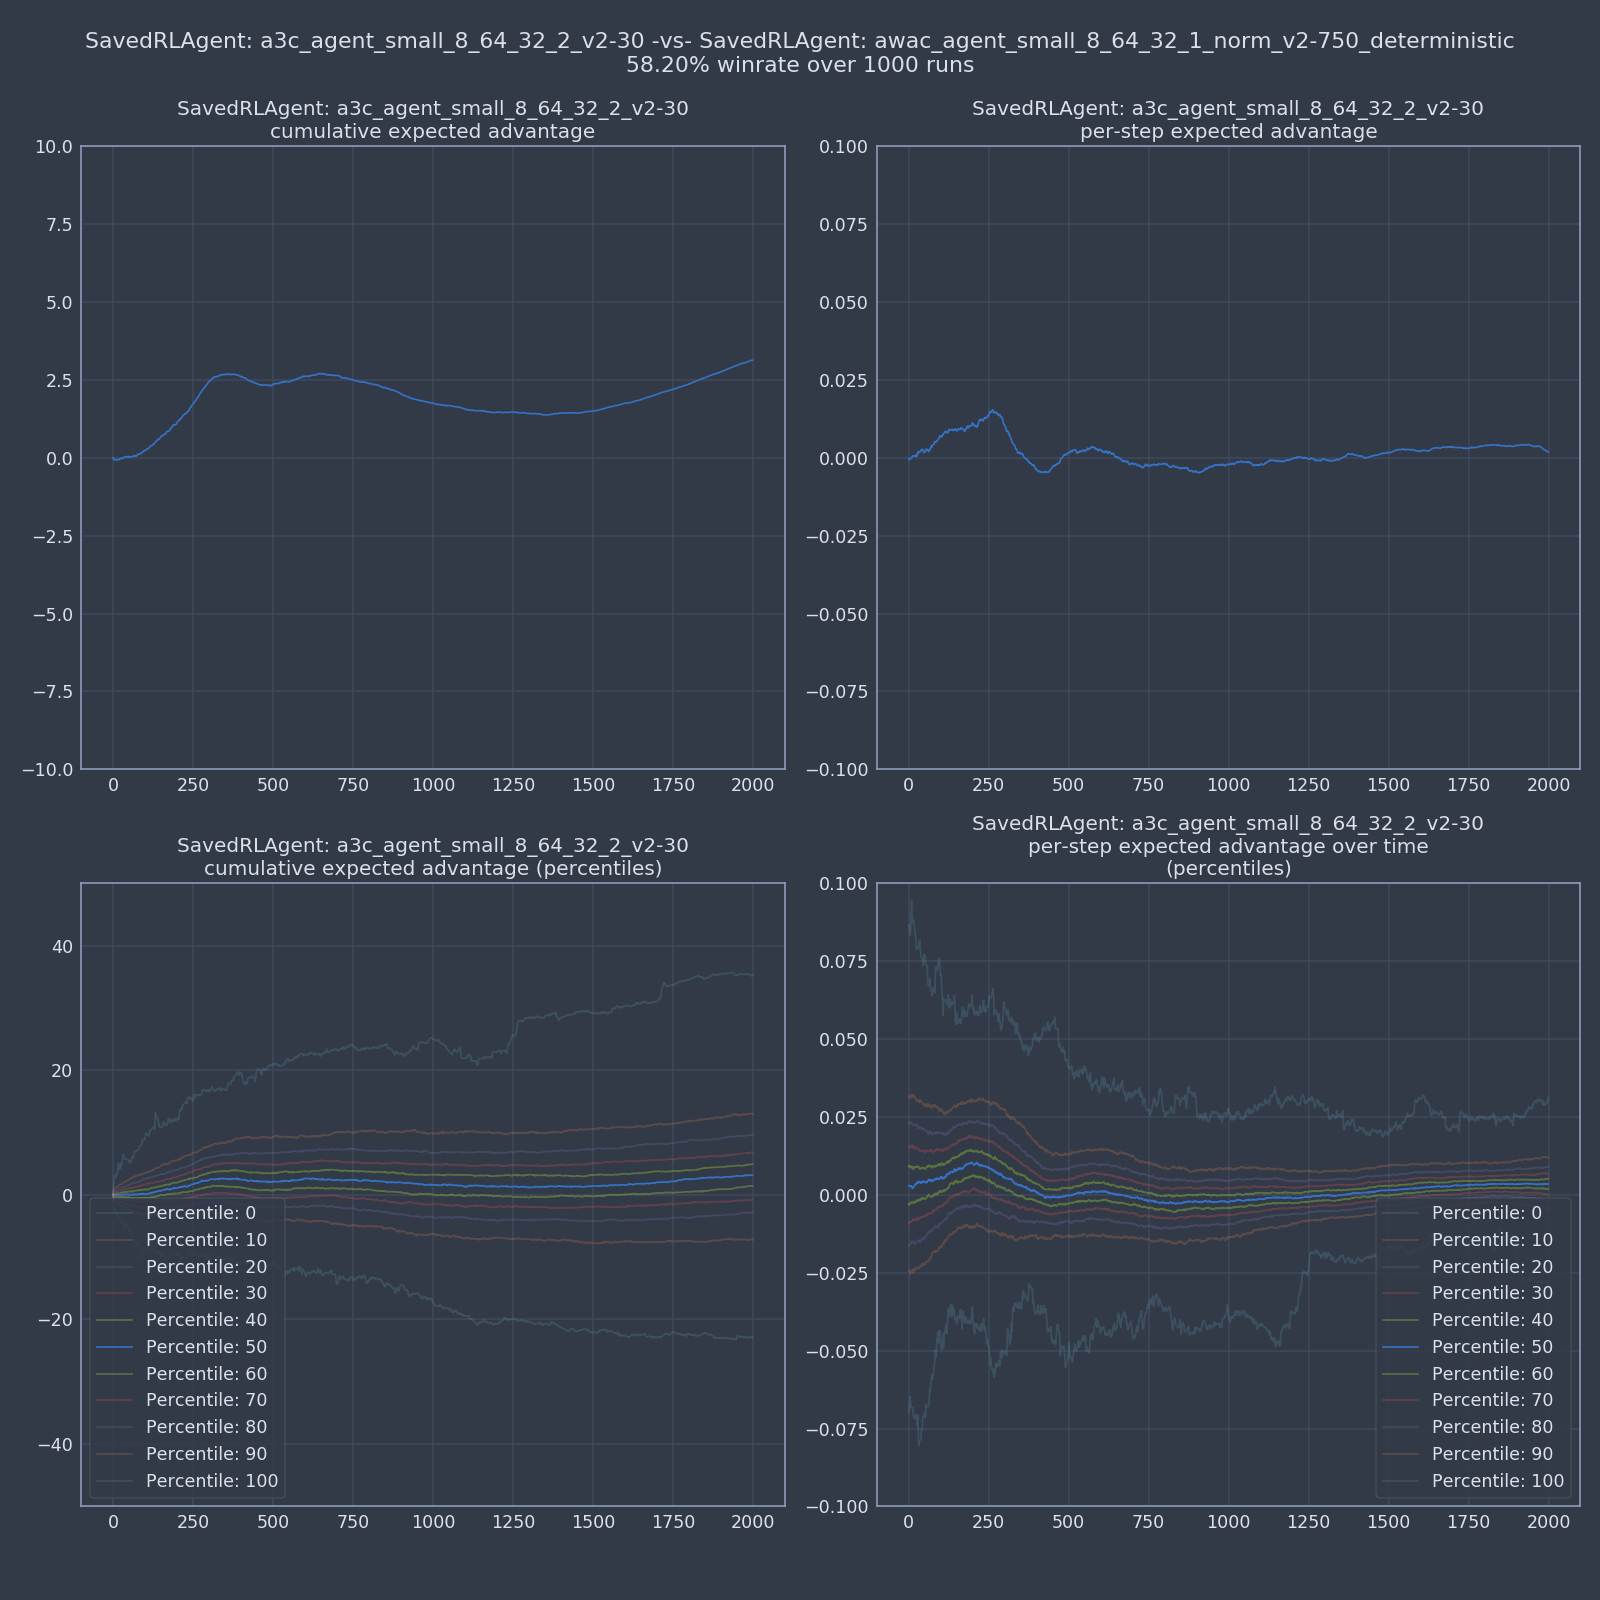 SavedRLAgent: a3c_agent_small_8_64_32_2_v2-30 -vs- SavedRLAgent: awac_agent_small_8_64_32_1_norm_v2-750_deterministic
58.20% winrate over 1000 runs
SavedRLAgent: a3c_agent_small_8_64_32_2_v2-30
cumulative expected advantage
10.0
7.5
5.0
2.5
0.0
−2.5
−5.0
−7.5
−10.0
0 250 500 750 1000 1250 1500 1750 2000
SavedRLAgent: a3c_agent_small_8_64_32_2_v2-30
per-step expected advantage
0.100
0.075
0.050
0.025
0.000
−0.025
−0.050
−0.075
−0.100
0 250 500 750 1000 1250 1500 1750 2000
SavedRLAgent: a3c_agent_small_8_64_32_2_v2-30
cumulative expected advantage (percentiles)
40
20
0
−20
−40
Percentile: 0
Percentile: 10
Percentile: 20
Percentile: 30
Percentile: 40
Percentile: 50
Percentile: 60
Percentile: 70
Percentile: 80
Percentile: 90
Percentile: 100
0 250 500 750 1000 1250 1500 1750 2000
SavedRLAgent: a3c_agent_small_8_64_32_2_v2-30
per-step expected advantage over time
(percentiles)
0.100
0.075
0.050
0.025
0.000
−0.025
−0.050
−0.075
−0.100
Percentile: 0
Percentile: 10
Percentile: 20
Percentile: 30
Percentile: 40
Percentile: 50
Percentile: 60
Percentile: 70
Percentile: 80
Percentile: 90
Percentile: 100
0 250 500 750 1000 1250 1500 1750 2000